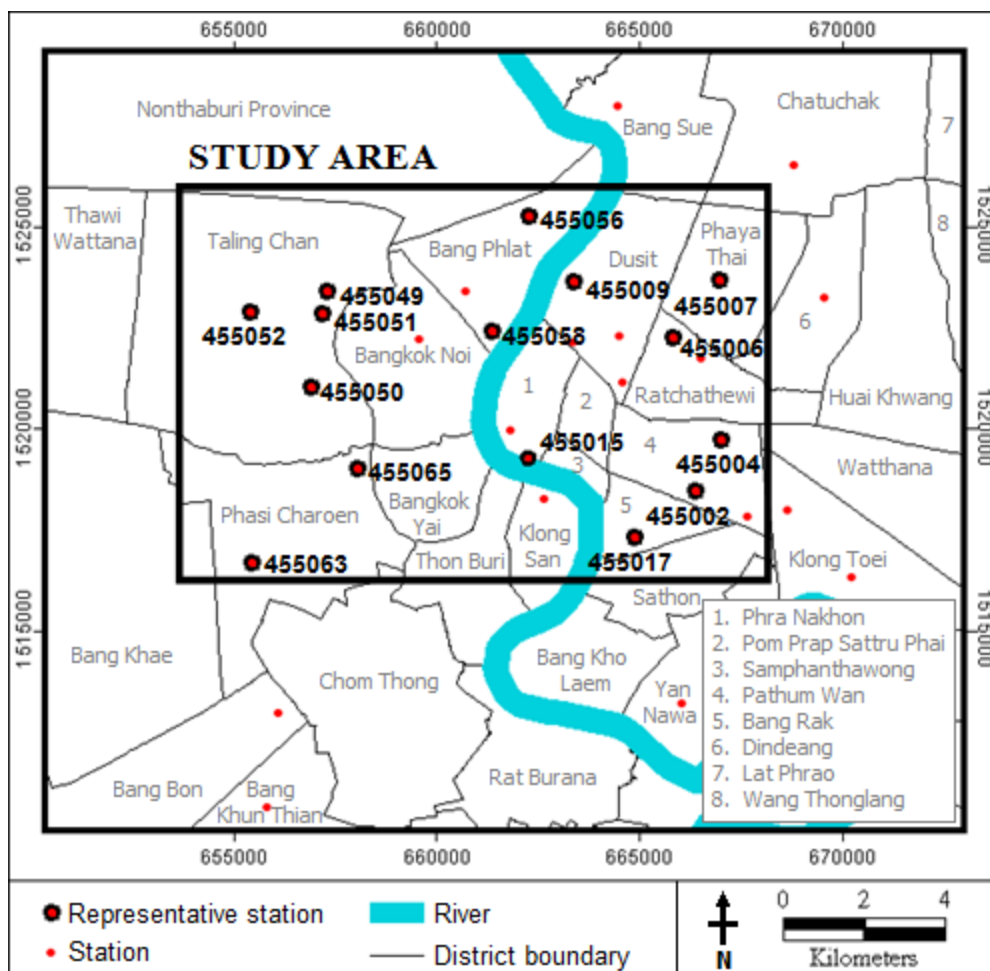 655000 660000 665000 670000
Nonthaburi Province
Chatuchak
Bang Sue
7
STUDY AREA
Thawi
Wattana
Taling Chan
Bang Phlat
455056
Dusit
Phaya
Thai
8
1525000
1525000
455049
455009
455007
455052
455051
455058
455006
6
Bangkok Noi
455050
1
2
Ratchathewi
Huai Khwang
1520000
1520000
455015
4
455004
3
Watthana
455065
Phasi Charoen
Bangkok
Yai
5
455002
Klong
San
455063
Thon Buri
455017
Klong Toei
Sathon
1515000
1515000
Bang Khae
Chom Thong
Bang Kho
Laem
Yan
Nawa
Bang Bon
Bang
Khun Thian
Rat Burana
1. Phra Nakhon
2. Pom Prap Sattru Phai
3. Samphanthawong
4. Pathum Wan
5. Bang Rak
6. Dindeang
7. Lat Phrao
8. Wang Thonglang
655000 660000 665000 670000
Representative station
River
Station
District boundary
N
0 2 4
Kilometers